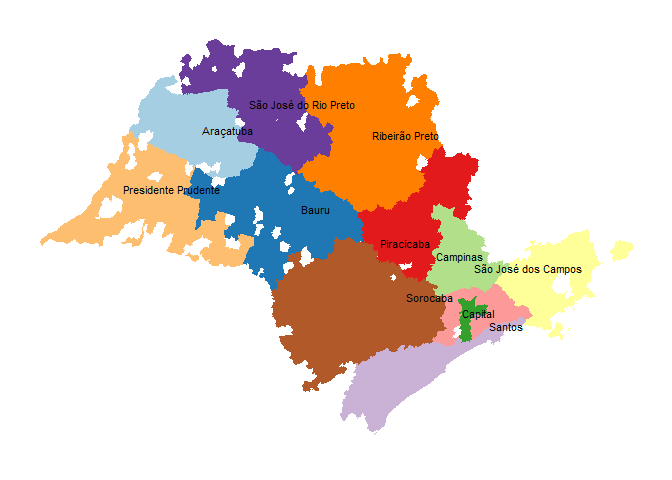 São José do Rio Preto
Araçatuba
Ribeirão Preto
Presidente Prudente
Bauru
Piracicaba
Campinas
São José dos Campos
Sorocaba
Capital
Santos